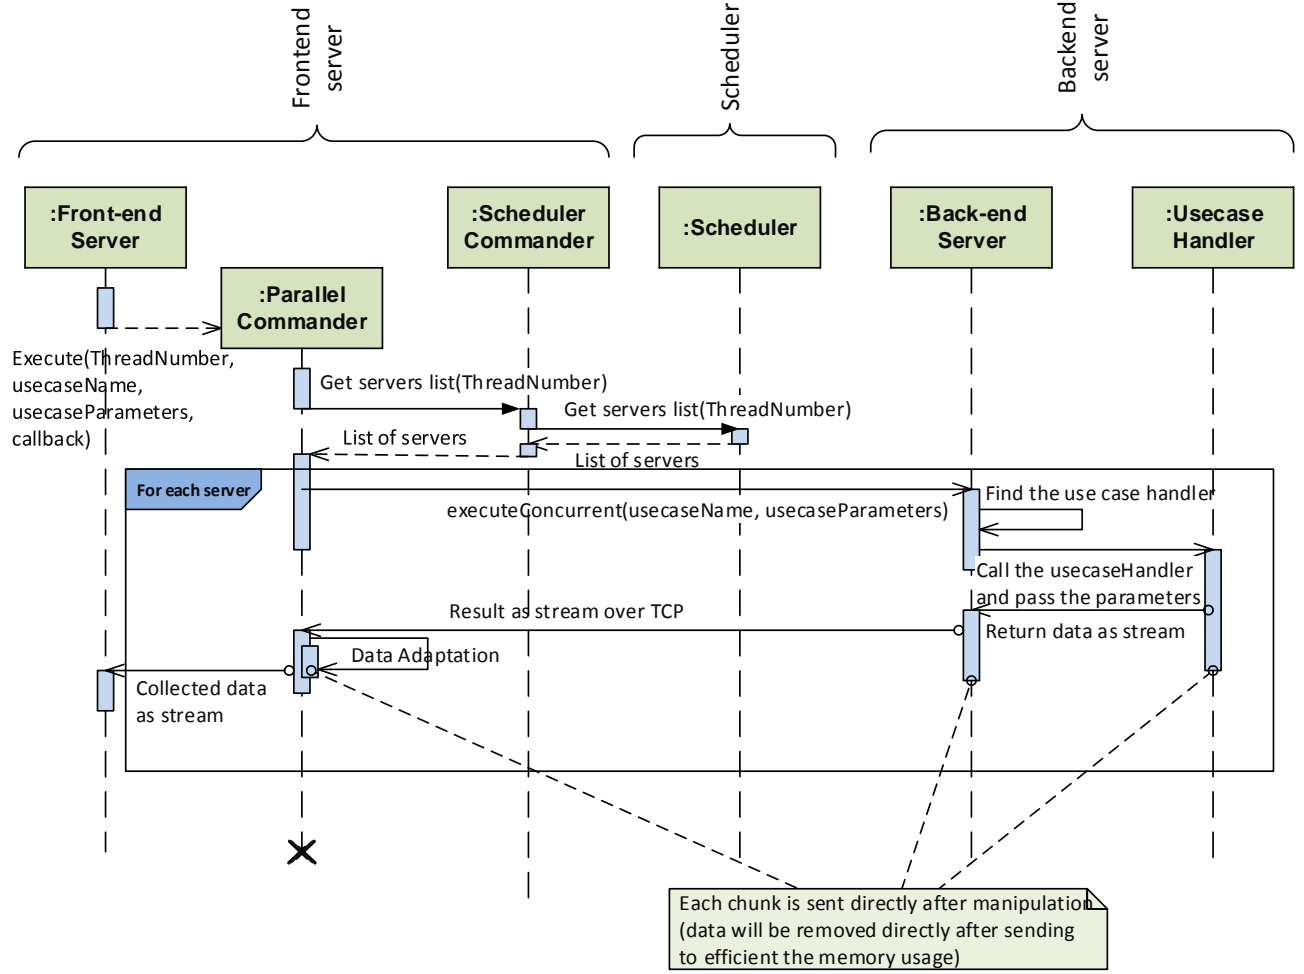 Frontend
server
Scheduler
Backend
server
:Front-end
Server
:Parallel
Commander
:Scheduler
Commander
:Scheduler
:Back-end
Server
:Usecase
Handler
Execute(ThreadNumber,
usecaseName,
usecaseParameters,
callback)
Get servers list(ThreadNumber)
Get servers list(ThreadNumber)
List of servers
List of servers
For each server
executeConcurrent(usecaseName, usecaseParameters)
Find the use case handler
Call the usecaseHandler
and pass the parameters
Result as stream over TCP
Return data as stream
Data Adaptation
Collected data
as stream
Each chunk is sent directly after manipulation
(data will be removed directly after sending
to efficient the memory usage)